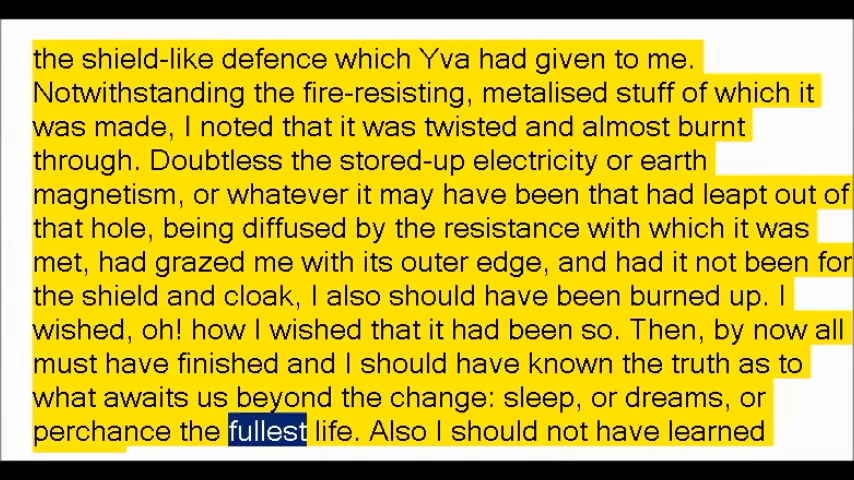 the shield-like defence which Yva had given to me.
Notwithstanding the fire-resisting, metalised stuff of which it
was made, I noted that it was twisted and almost burnt
through. Doubtless the stored-up electricity or earth
magnetism, or whatever it may have been that had leapt out of
that hole, being diffused by the resistance with which it was
met, had grazed me with its outer edge, and had it not been for
the shield and cloak, I also should have been burned up. I
wished, oh! how I wished that it had been so. Then, by now all
must have finished and I should have known the truth as to
what awaits us beyond the change: sleep, or dreams, or
perchance the fullest life. Also I should not have learned